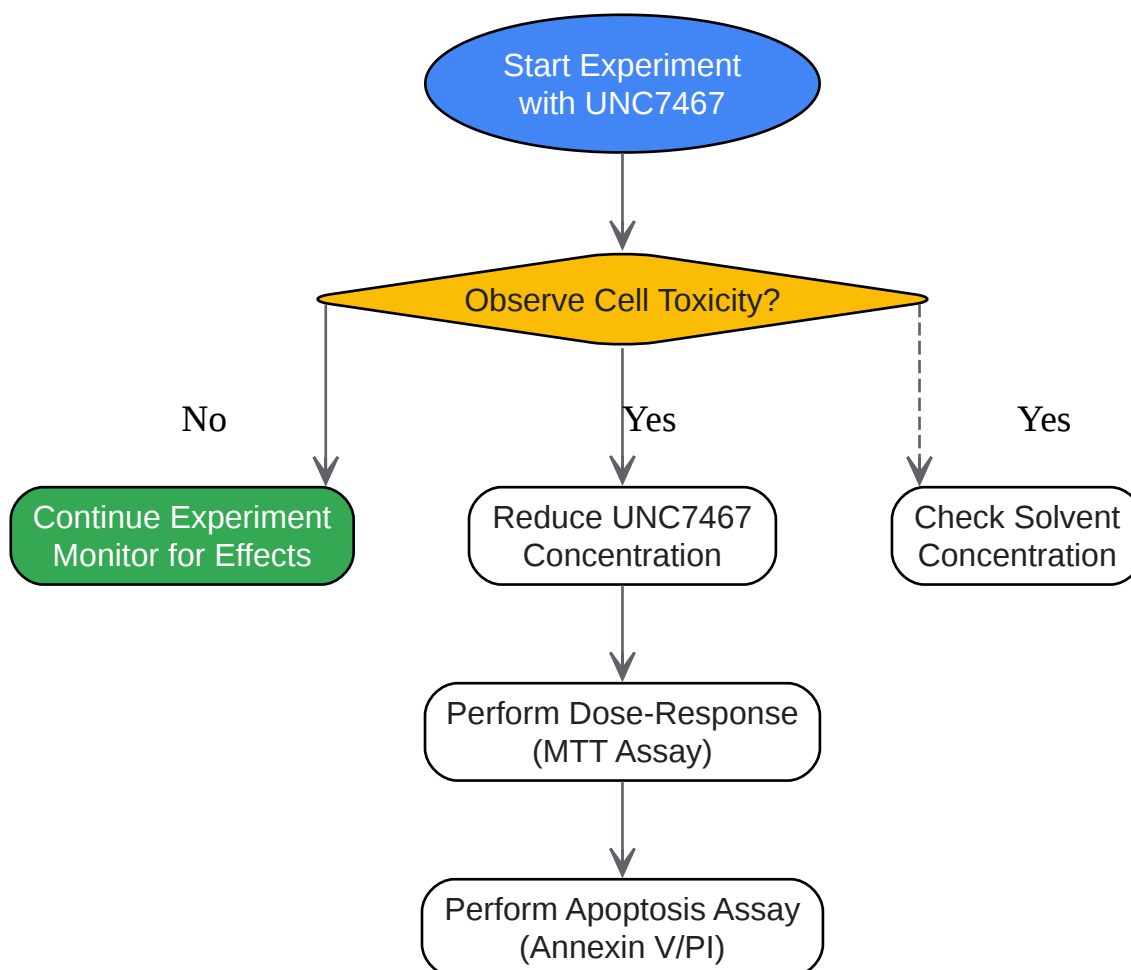 Start Experiment
with UNC7467
Observe Cell Toxicity?
No
Yes
Yes
Continue Experiment
Monitor for Effects
Reduce UNC7467
Concentration
Check Solvent
Concentration
Perform Dose-Response
(MTT Assay)
Perform Apoptosis Assay
(Annexin V/PI)